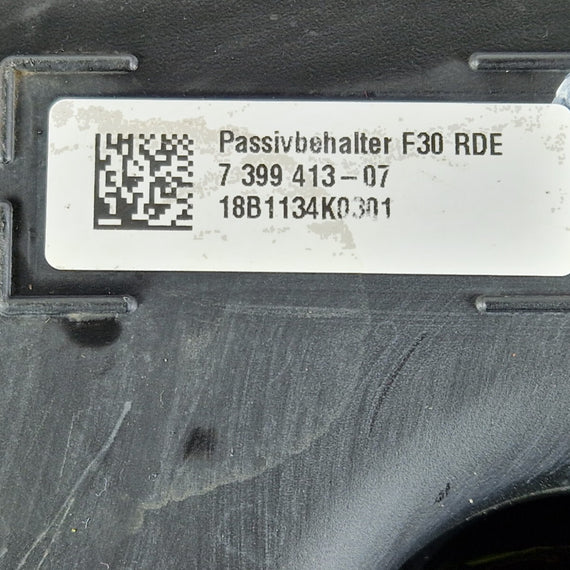 Passivbehalter F30 RDE
7 399 413-07
18B1134K0301